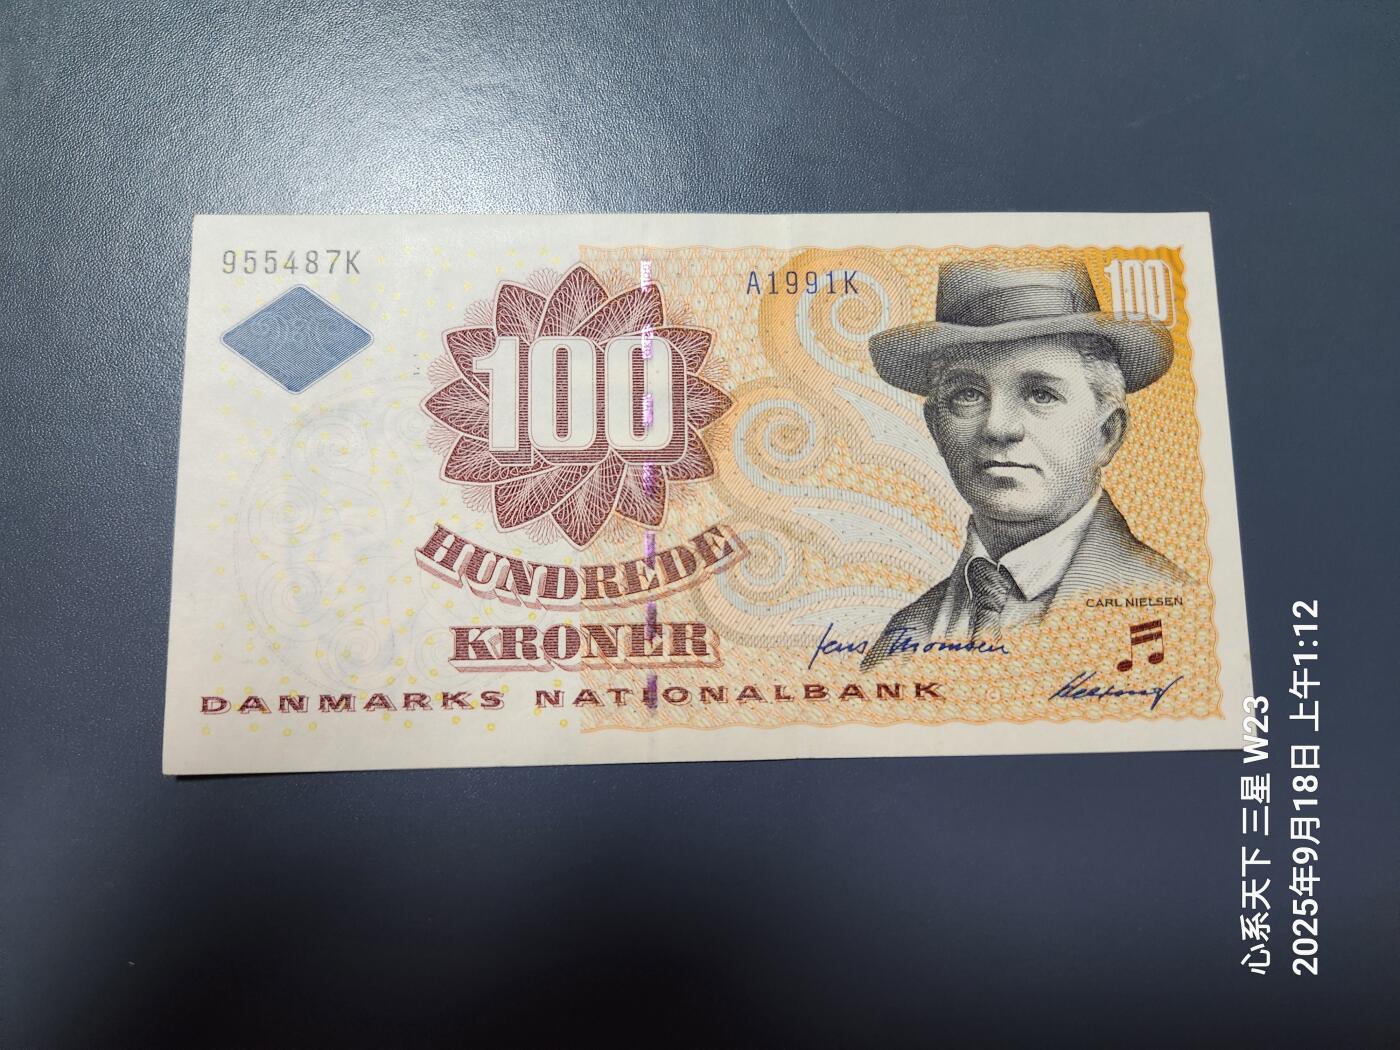 955487K
A1991K
100
100
HUNDREDE
KRONER
CARL NIELSEN
Jens Thomsen
DANMARKS NATIONALBANK
心系天下 三星 W23
2025年9月18日 上午1:12